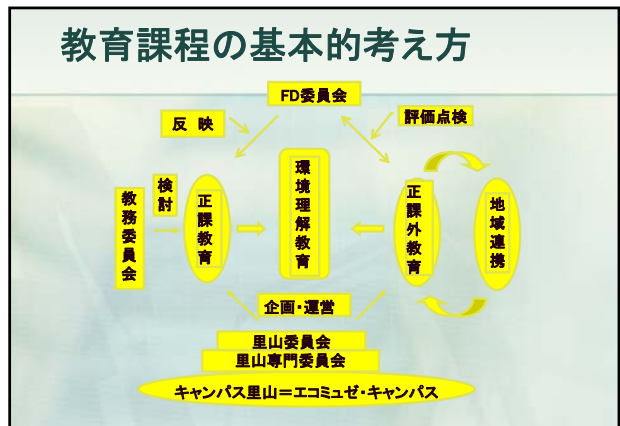 教育課程の基本的考え方
FD委員会
反　映
評価点検
教務委員会
検討
正課教育
環境理解教育
正課外教育
地域連携
企画・運営
里山委員会
里山専門委員会
キャンパス里山＝エコミュゼ・キャンパス